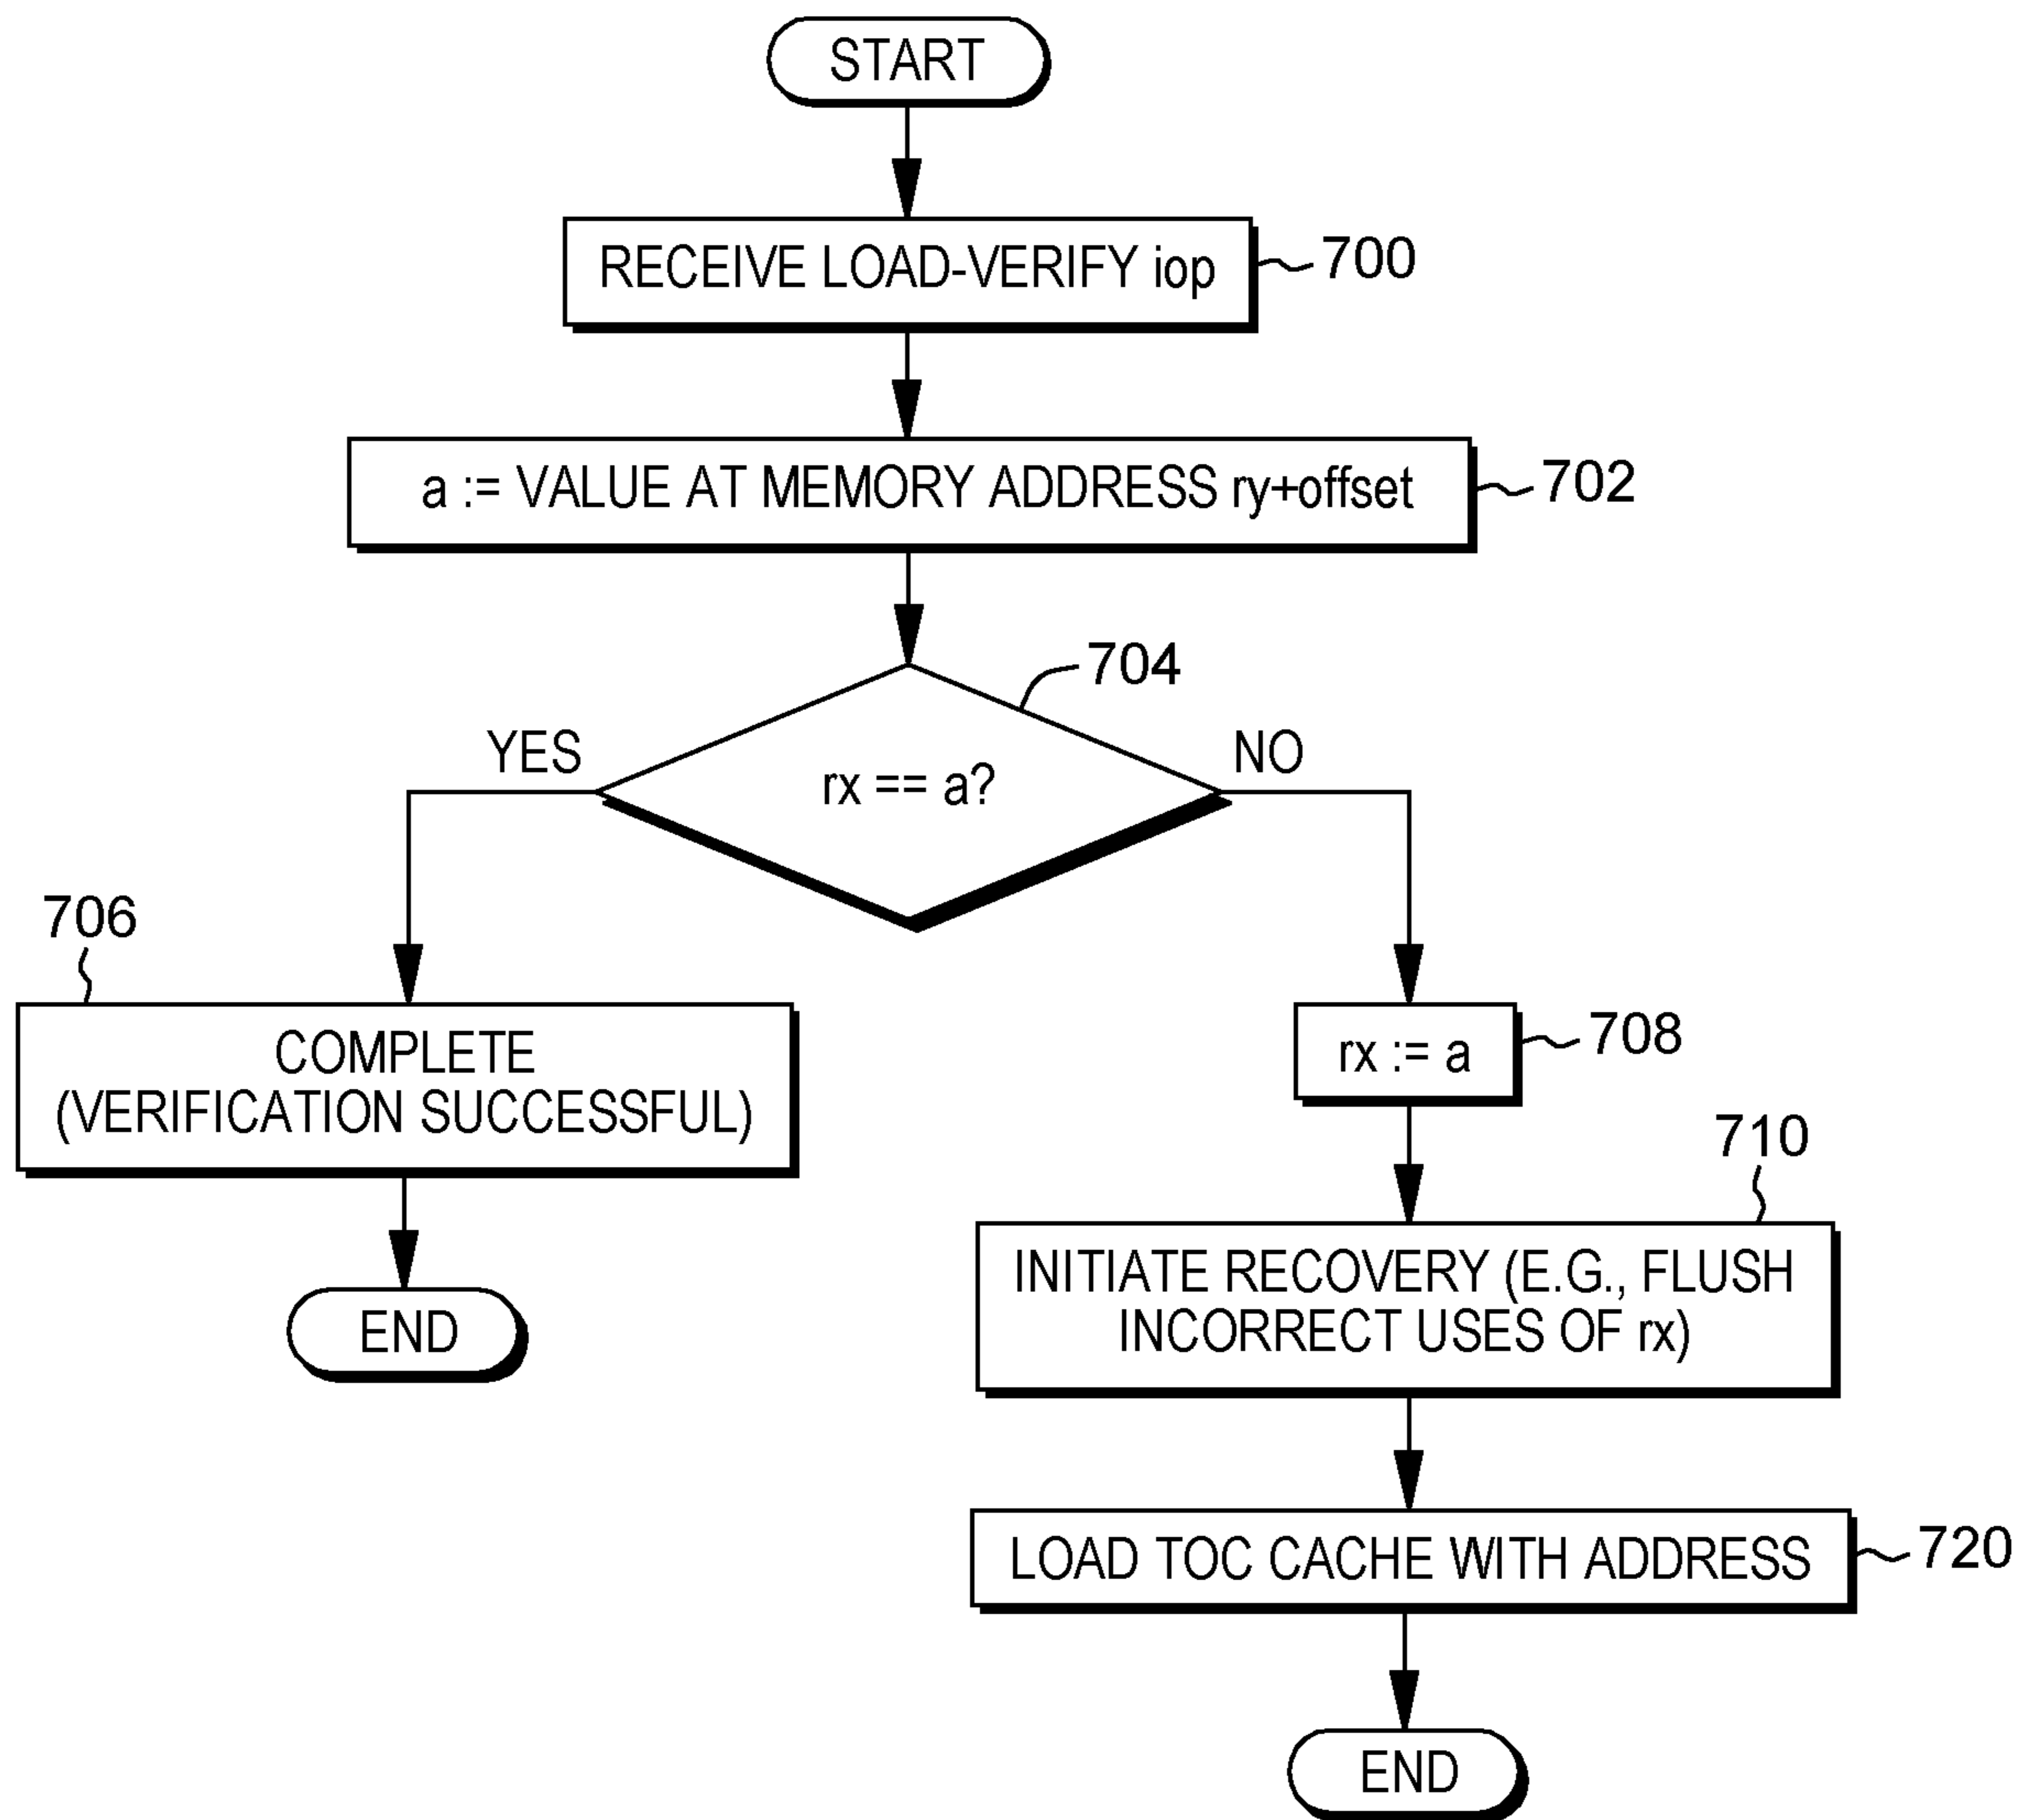 START
RECEIVE LOAD-VERIFY iop
700
a := VALUE AT MEMORY ADDRESS ry+offset
702
704
YES
rx == a?
NO
706
COMPLETE
(VERIFICATION SUCCESSFUL)
END
rx := a
708
710
INITIATE RECOVERY (E.G., FLUSH
INCORRECT USES OF rx)
LOAD TOC CACHE WITH ADDRESS
720
END